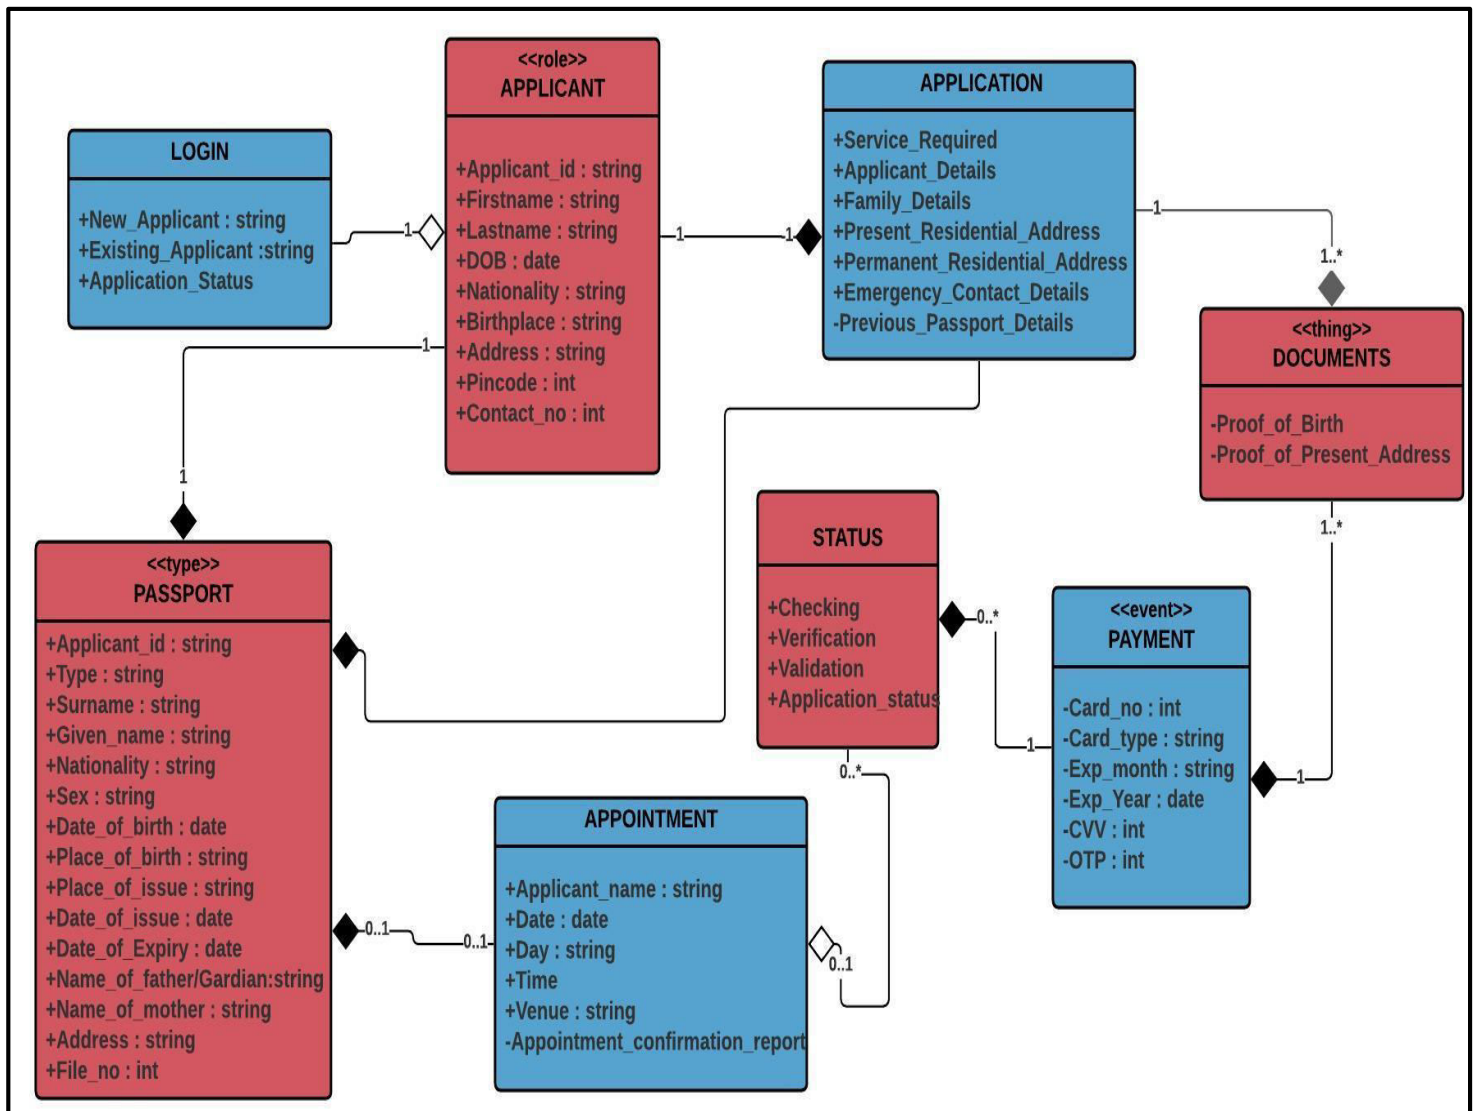 <<role>>
APPLICANT
+Applicant_id : string
+Firstname : string
+Lastname : string
+DOB : date
+Nationality : string
+Birthplace : string
+Address : string
+Pincode : int
+Contact_no : int
APPLICATION
+Service_Required
+Applicant_Details
+Family_Details
+Present_Residential_Address
+Permanent_Residential_Address
+Emergency_Contact_Details
-Previous_Passport_Details
LOGIN
+New_Applicant : string
+Existing_Applicant :string
+Application_Status
1
1
1
1
1..*
1
1
<<thing>>
DOCUMENTS
-Proof_of_Birth
-Proof_of_Present_Address
1..*
<<type>>
PASSPORT
+Applicant_id : string
+Type : string
+Surname : string
+Given_name : string
+Nationality : string
+Sex : string
+Date_of_birth : date
+Place_of_birth : string
+Place_of_issue : string
+Date_of_issue : date
+Date_of_Expiry : date
+Name_of_father/Gardian:string
+Name_of_mother : string
+Address : string
+File_no : int
STATUS
+Checking
+Verification
+Validation
+Application_status
0..*
1
<<event>>
PAYMENT
-Card_no : int
-Card_type : string
-Exp_month : string
-Exp_Year : date
-CVV : int
-OTP : int
1
0..*
APPOINTMENT
+Applicant_name : string
+Date : date
+Day : string
+Time
+Venue : string
-Appointment_confirmation_report
0..1
0..1
0..1